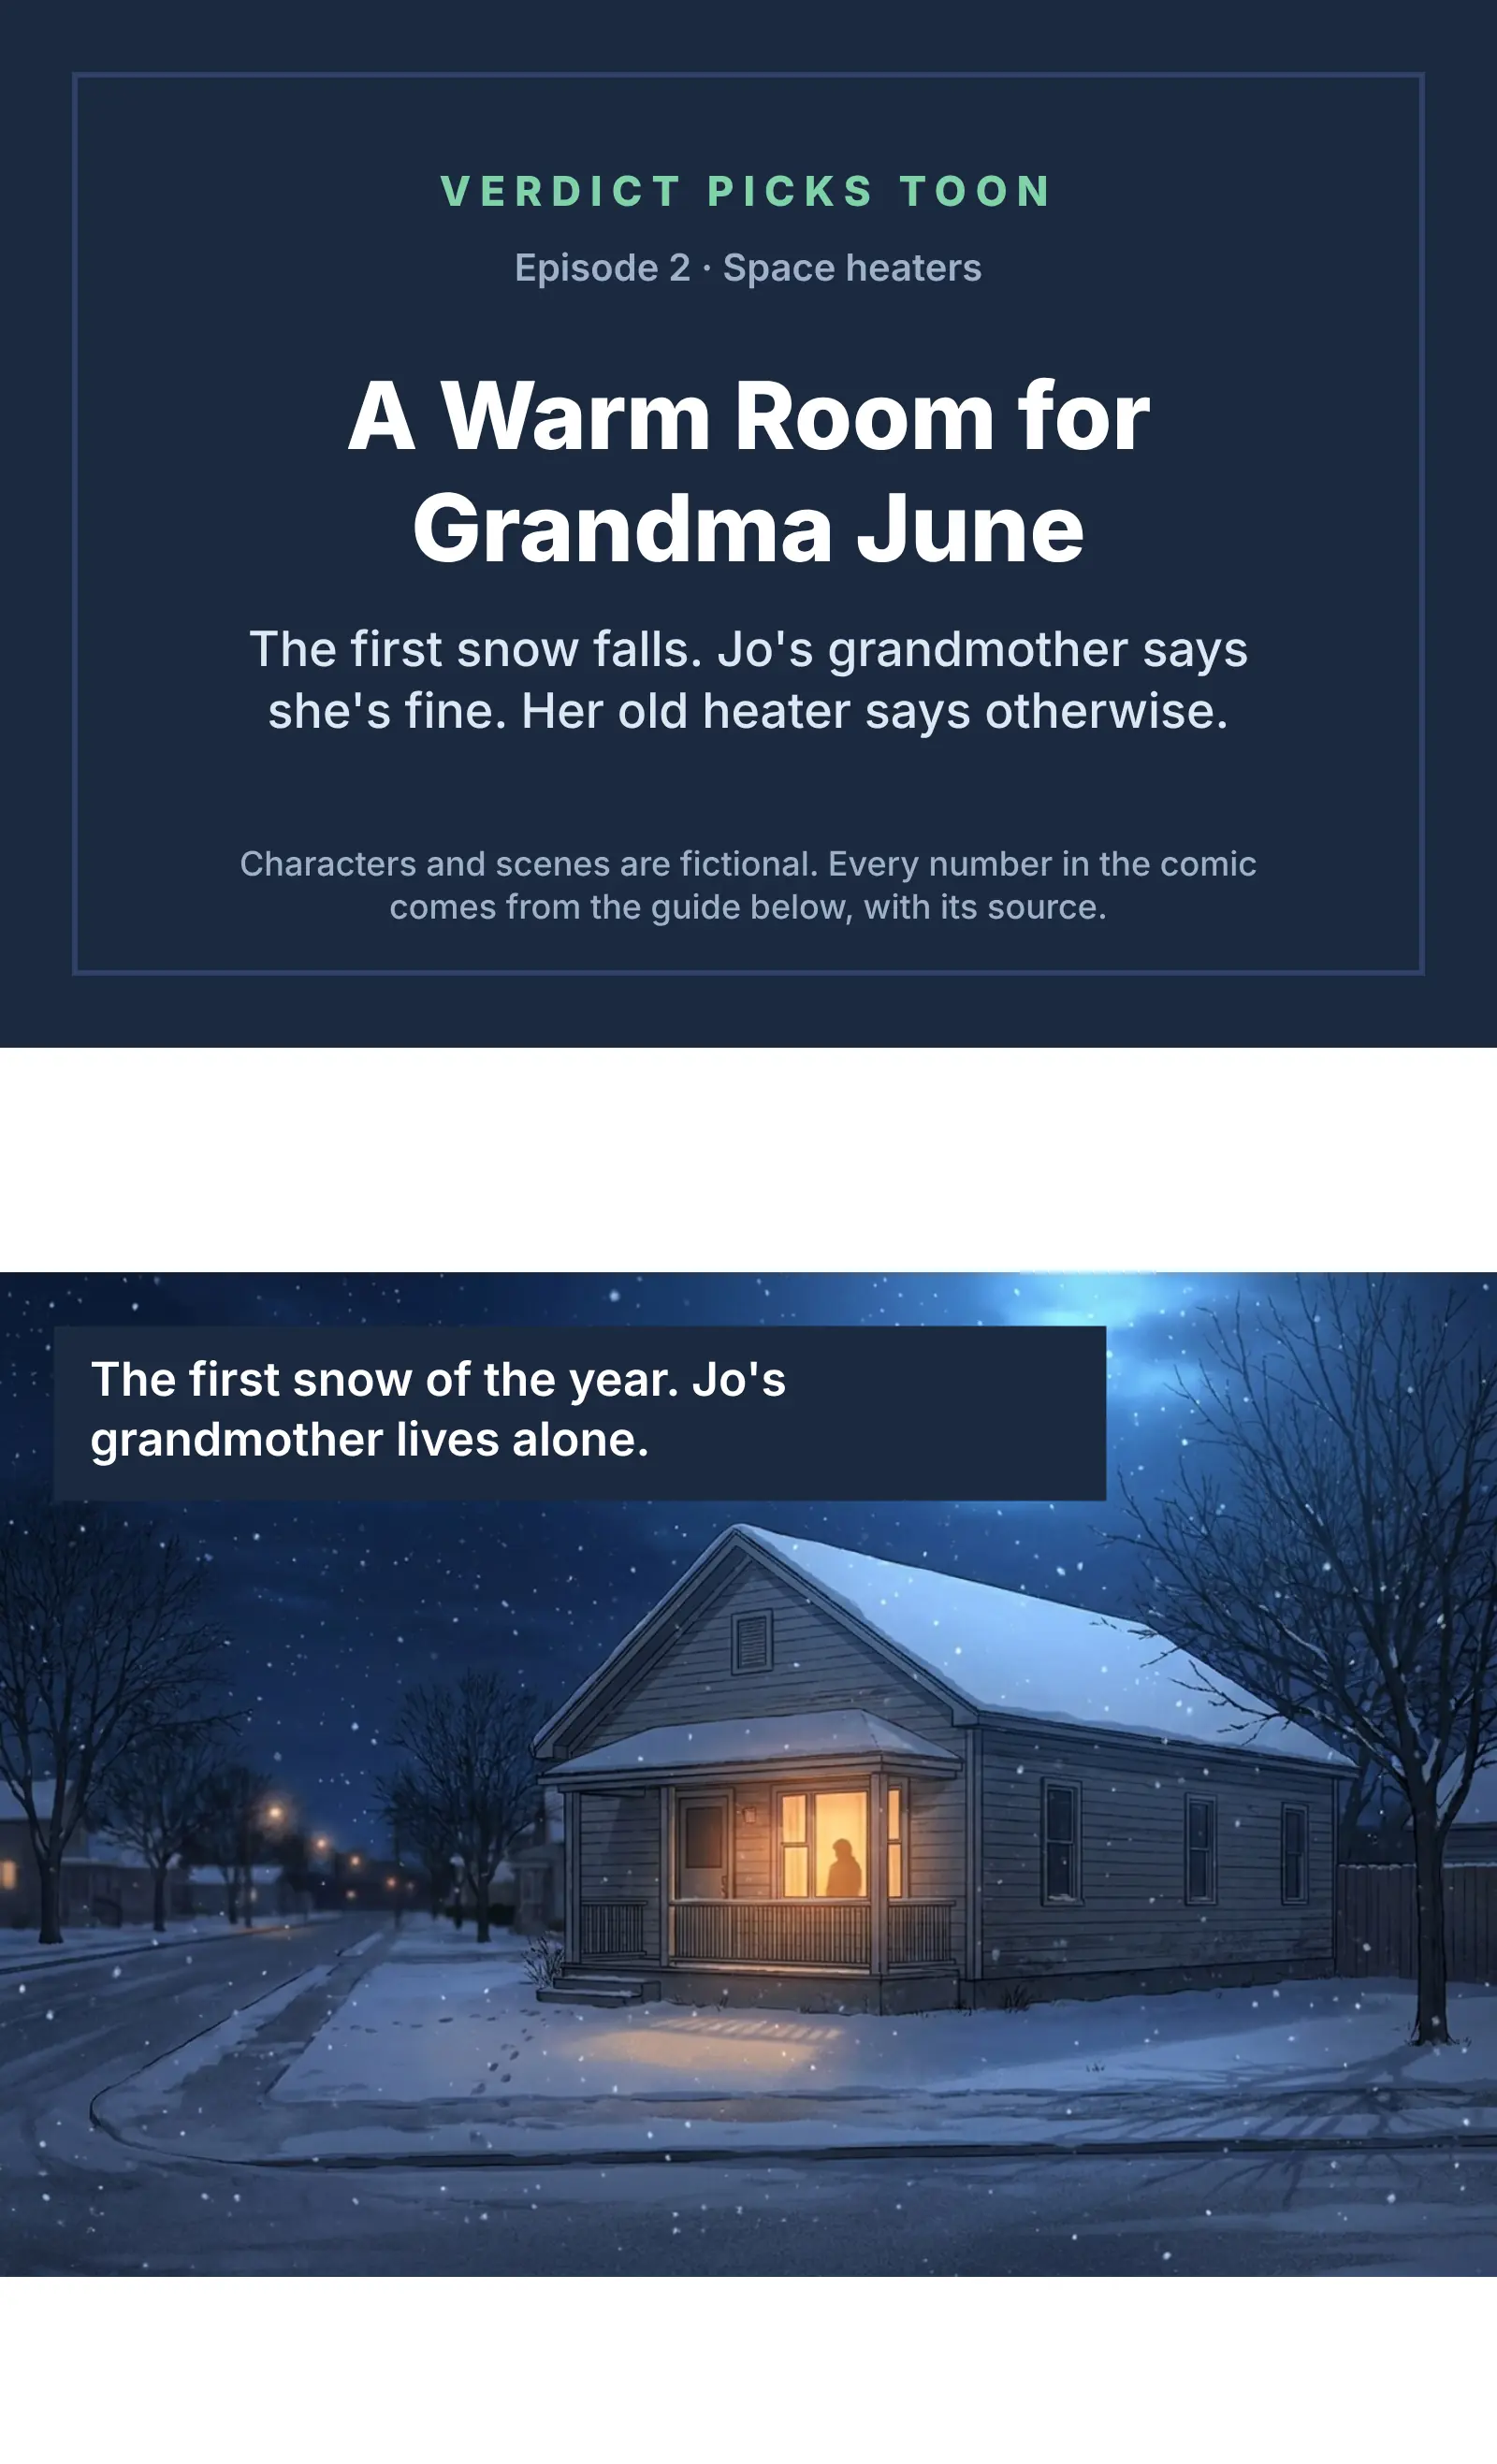 VERDICT PICKS TOON
Episode 2 · Space heaters
A Warm Room for
Grandma June
The first snow falls. Jo's grandmother says
she's fine. Her old heater says otherwise.
Characters and scenes are fictional. Every number in the comic
comes from the guide below, with its source.
The first snow of the year. Jo's
grandmother lives alone.